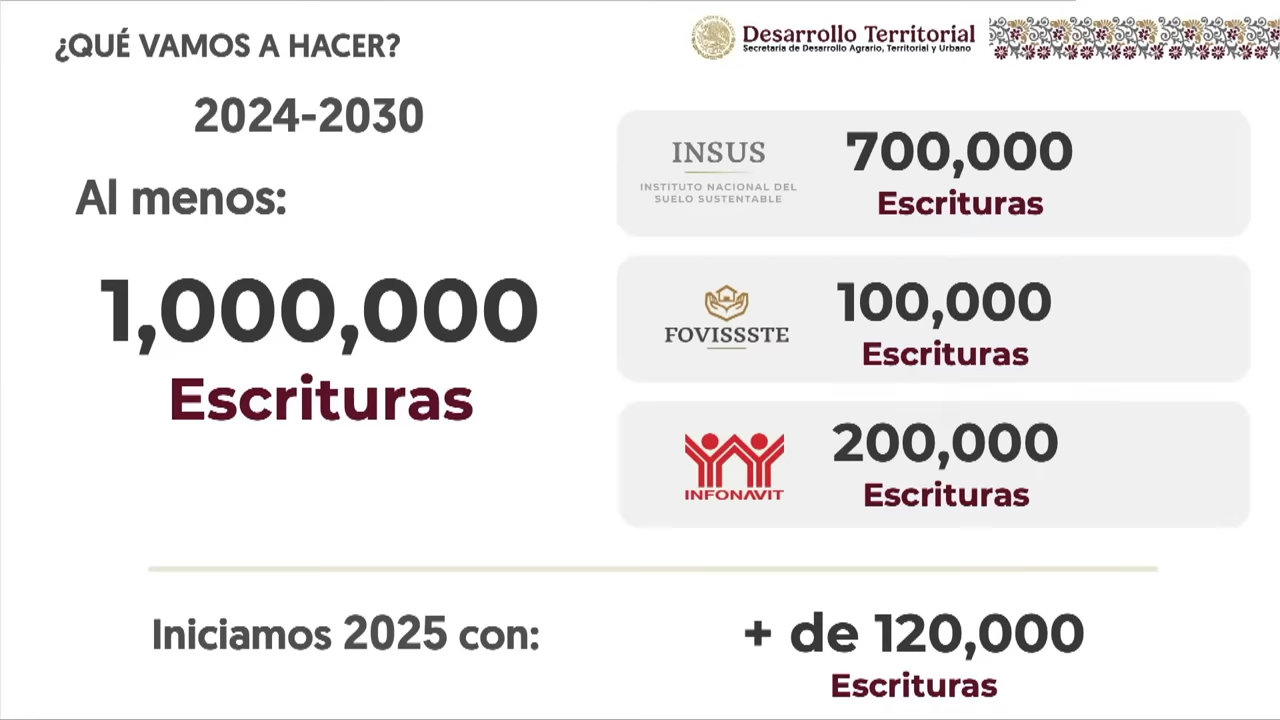 ¿QUÉ VAMOS A HACER?
Desarrollo Territorial
Secretaría de Desarrollo Agrario, Territorial y Urbano
2024-2030
Al menos:
1,000,000
Escrituras
INSUS
INSTITUTO NACIONAL DEL
SUELO SUSTENTABLE
700,000
Escrituras
FOVISSSTE
100,000
Escrituras
INFONAVIT
200,000
Escrituras
Iniciamos 2025 con:
+ de 120,000
Escrituras